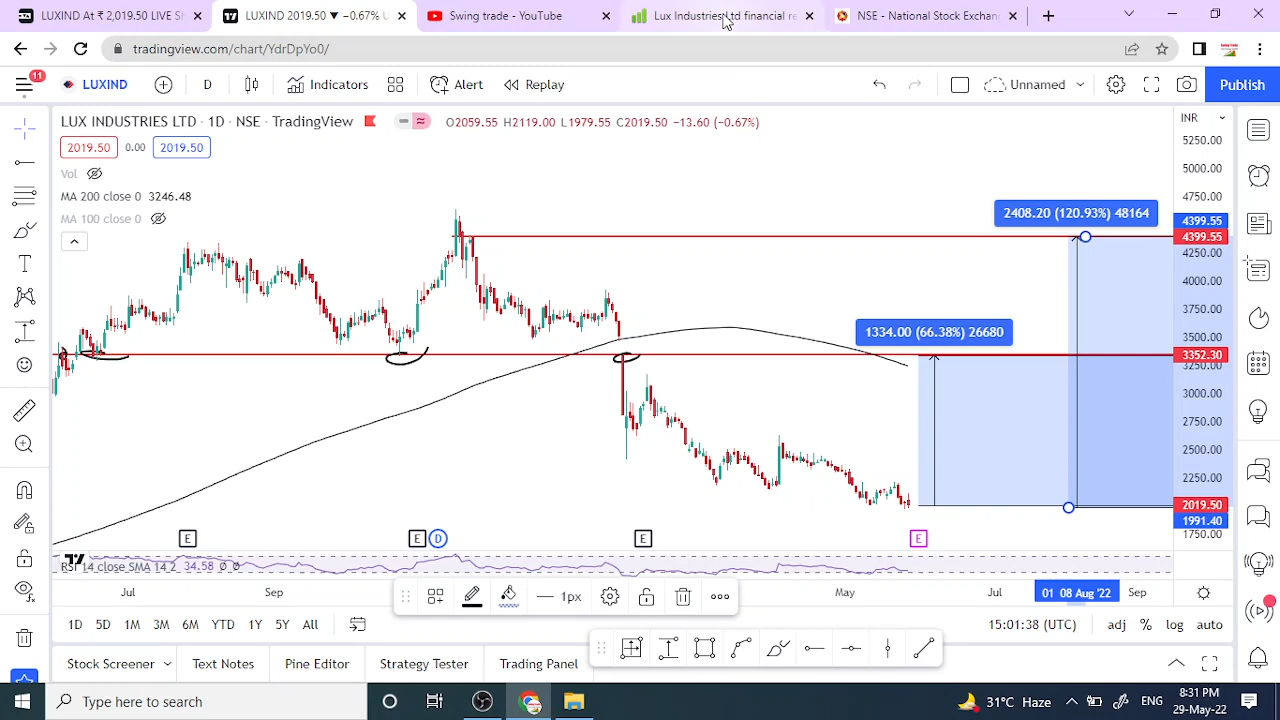 LUXIND AT ₹ 2,019.50 LIVE S
LUXIND 2019.50 ▼ −0.67% U
Swing trade - YouTube
Lux Industries Ltd financial re
NSE - National Stock Exchan
tradingview.com/chart/YdrDpYo0/
11
LUXIND
D
Indicators
Alert
Replay
Unnamed
Publish
LUX INDUSTRIES LTD · 1D · NSE · TradingView
O2059.55 H2119.00 L1979.55 C2019.50 −13.60 (−0.67%)
INR
2019.50
0.00
2019.50
Vol
MA 200 close 0 3246.48
MA 100 close 0
5250.00
5000.00
4750.00
4399.55
4399.55
4250.00
4000.00
3750.00
3500.00
3352.30
3250.00
3000.00
2750.00
2500.00
2250.00
2019.50
1991.40
1750.00
2408.20 (120.93%) 48164
1334.00 (66.38%) 26680
E
E
D
E
E
RSI 14 close SMA 14 2 34.58 ∅ ∅
Jul
Sep
May
Jul
01
08 Aug '22
Sep
1px
1D
5D
1M
3M
6M
YTD
1Y
5Y
All
15:01:38 (UTC)
adj
%
log
auto
Stock Screener
Text Notes
Pine Editor
Strategy Tester
Trading Panel
Type here to search
31°C Haze
ENG
8:31 PM
29-May-22